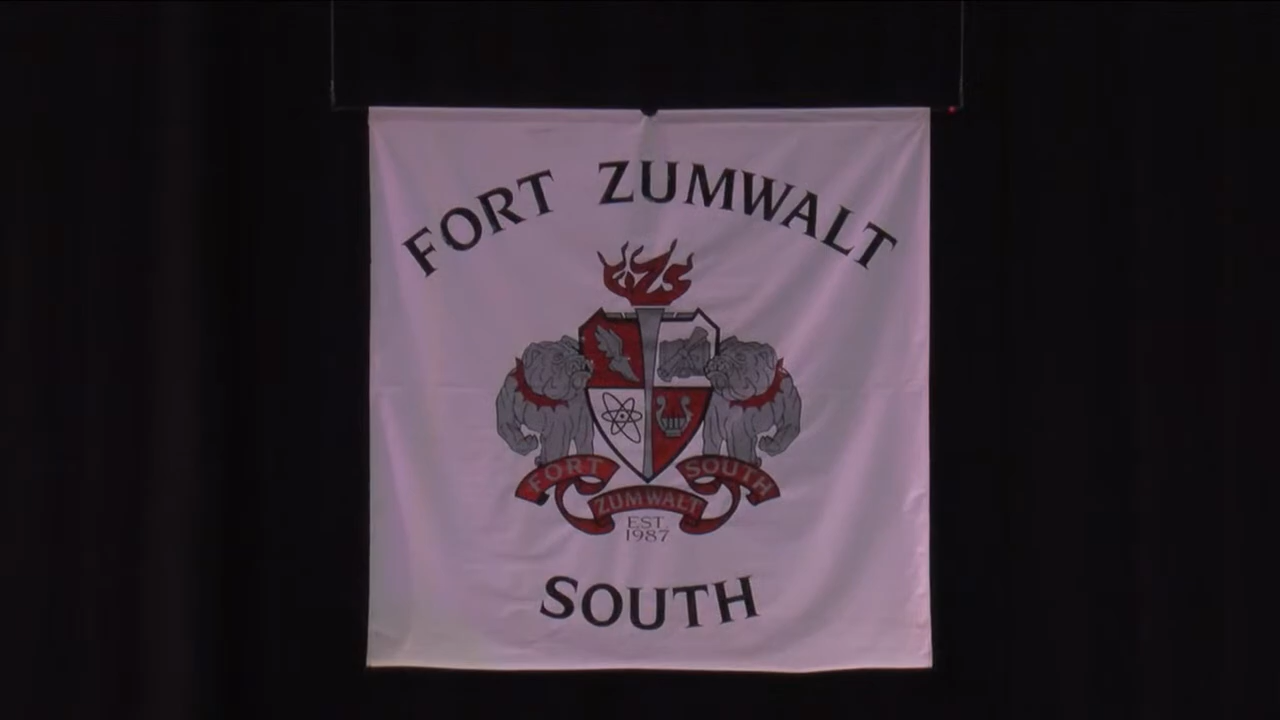 FORT ZUMWALT
FZS
FORT
SOUTH
ZUMWALT
EST.
1987
SOUTH